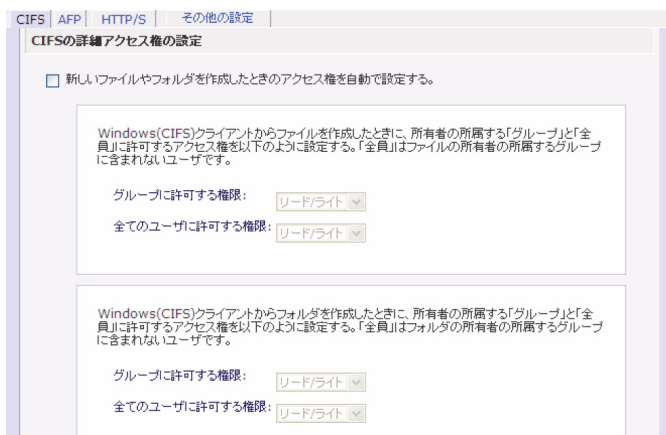 CIFS AFP HTTP/S その他の設定
CIFSの詳細アクセス権の設定
新しいファイルやフォルダを作成したときのアクセス権を自動で設定する。
Windows(CIFS)クライアントからファイルを作成したときに、所有者の所属する「グループ」と「全
員」に許可するアクセス権を以下のように設定する。「全員」はファイルの所有者の所属するグループ
に含まれないユーザです。
グループに許可する権限:
リード/ライト
全てのユーザに許可する権限:
リード/ライト
Windows(CIFS)クライアントからフォルダを作成したときに、所有者の所属する「グループ」と「全
員」に許可するアクセス権を以下のように設定する。「全員」はフォルダの所有者の所属するグループ
に含まれないユーザです。
グループに許可する権限:
リード/ライト
全てのユーザに許可する権限:
リード/ライト